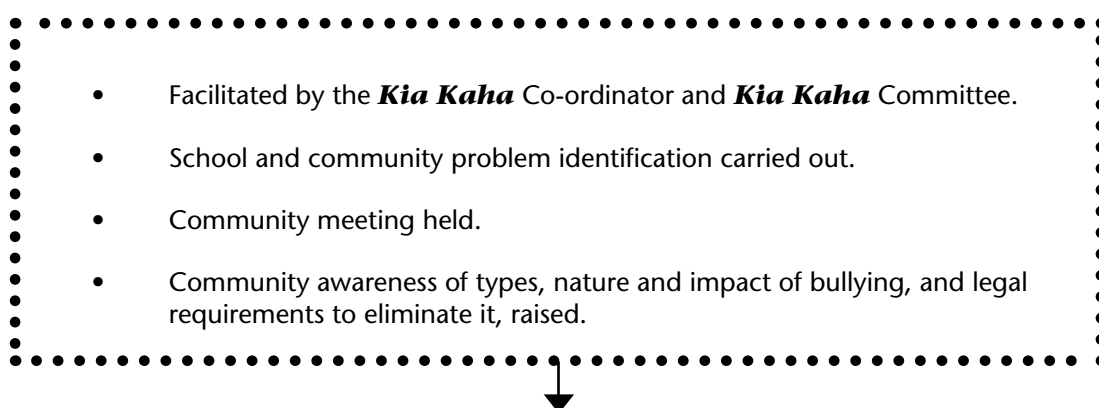 • Facilitated by the Kia Kaha Co-ordinator and Kia Kaha Committee.
• School and community problem identification carried out.
• Community meeting held.
• Community awareness of types, nature and impact of bullying, and legal
requirements to eliminate it, raised.